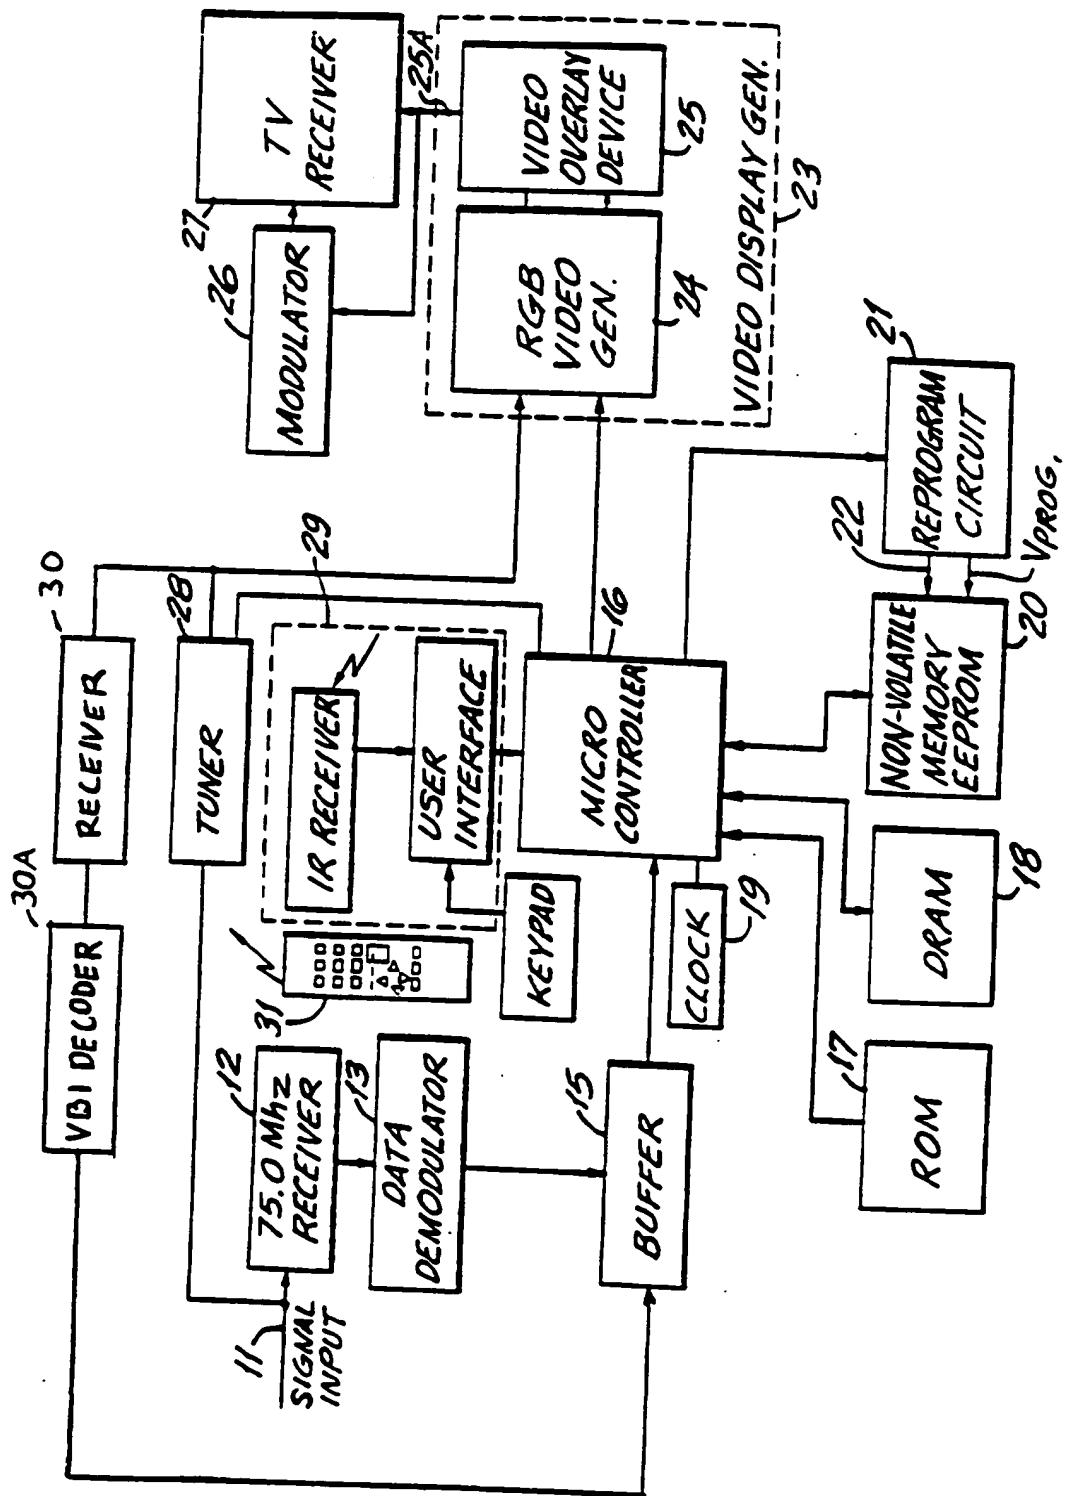 30A
VBI DECODER
30
RECEIVER
28
TUNER
27
TV
RECEIVER
26
MODULATOR
25A
29
IR RECEIVER
USER
INTERFACE
31
KEYPAD
11
SIGNAL
INPUT
12
75.0 Mhz
RECEIVER
13
DATA
DEMODULATOR
15
BUFFER
16
MICRO
CONTROLLER
CLOCK
19
RGB
VIDEO
GEN.
24
VIDEO
OVERLAY
DEVICE
25
VIDEO DISPLAY GEN.
23
17
ROM
DRAM
18
NON-VOLATILE
MEMORY
EEPROM
20
22
VPROG.
21
REPROGRAM
CIRCUIT